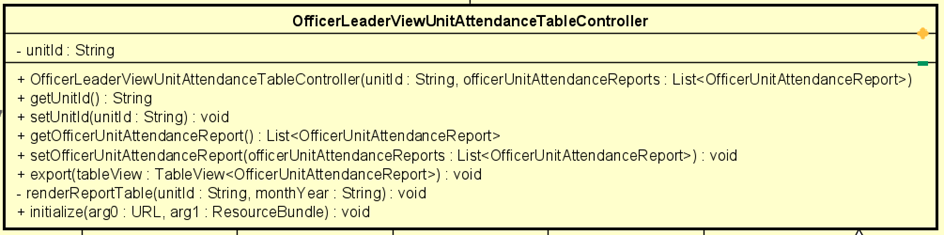 OfficerLeaderViewUnitAttendanceTableController
- unitId : String
+ OfficerLeaderViewUnitAttendanceTableController(unitId : String, officerUnitAttendanceReports : List<OfficerUnitAttendanceReport>)
+ getUnitId() : String
+ setUnitId(unitId : String) : void
+ getOfficerUnitAttendanceReport() : List<OfficerUnitAttendanceReport>
+ setOfficerUnitAttendanceReport(officerUnitAttendanceReports : List<OfficerUnitAttendanceReport>) : void
+ export(tableView : TableView<OfficerUnitAttendanceReport>) : void
- renderReportTable(unitId : String, monthYear : String) : void
+ initialize(arg0 : URL, arg1 : ResourceBundle) : void